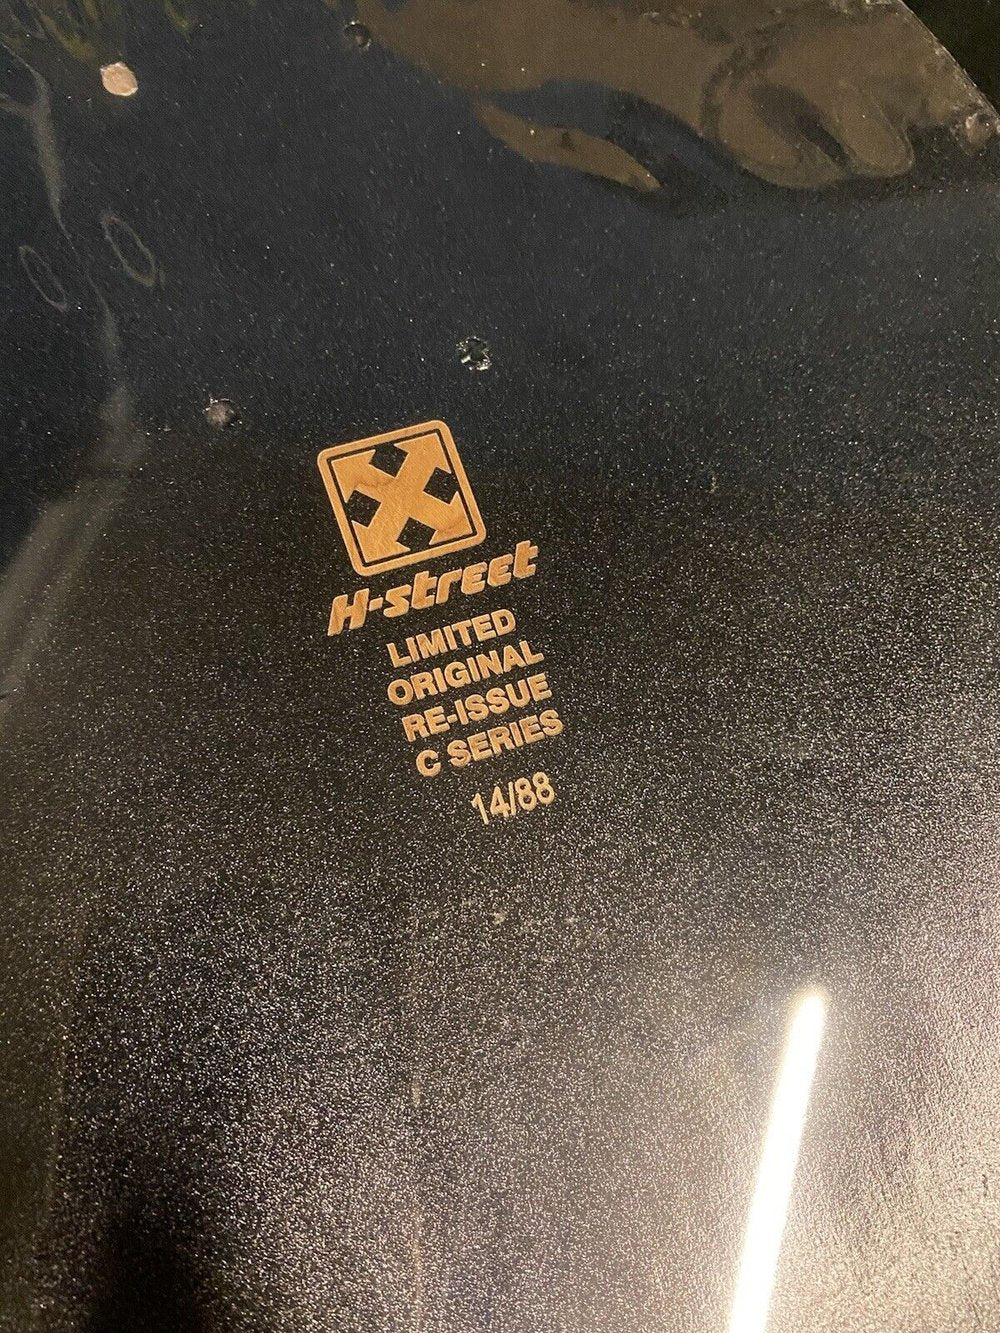 H-street
LIMITED
ORIGINAL
RE-ISSUE
C SERIES
14/88